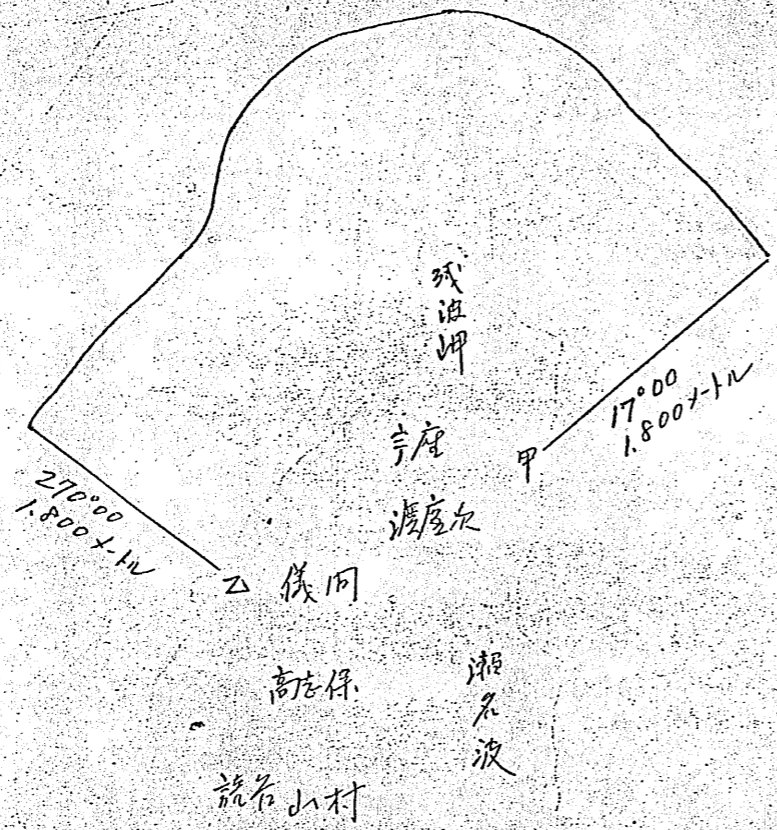 残波岬
17°00
1.800メートル
宇座
甲
渡座次
270°00
1.800メートル
乙
儀间
高志保
瀬名波
読谷山村